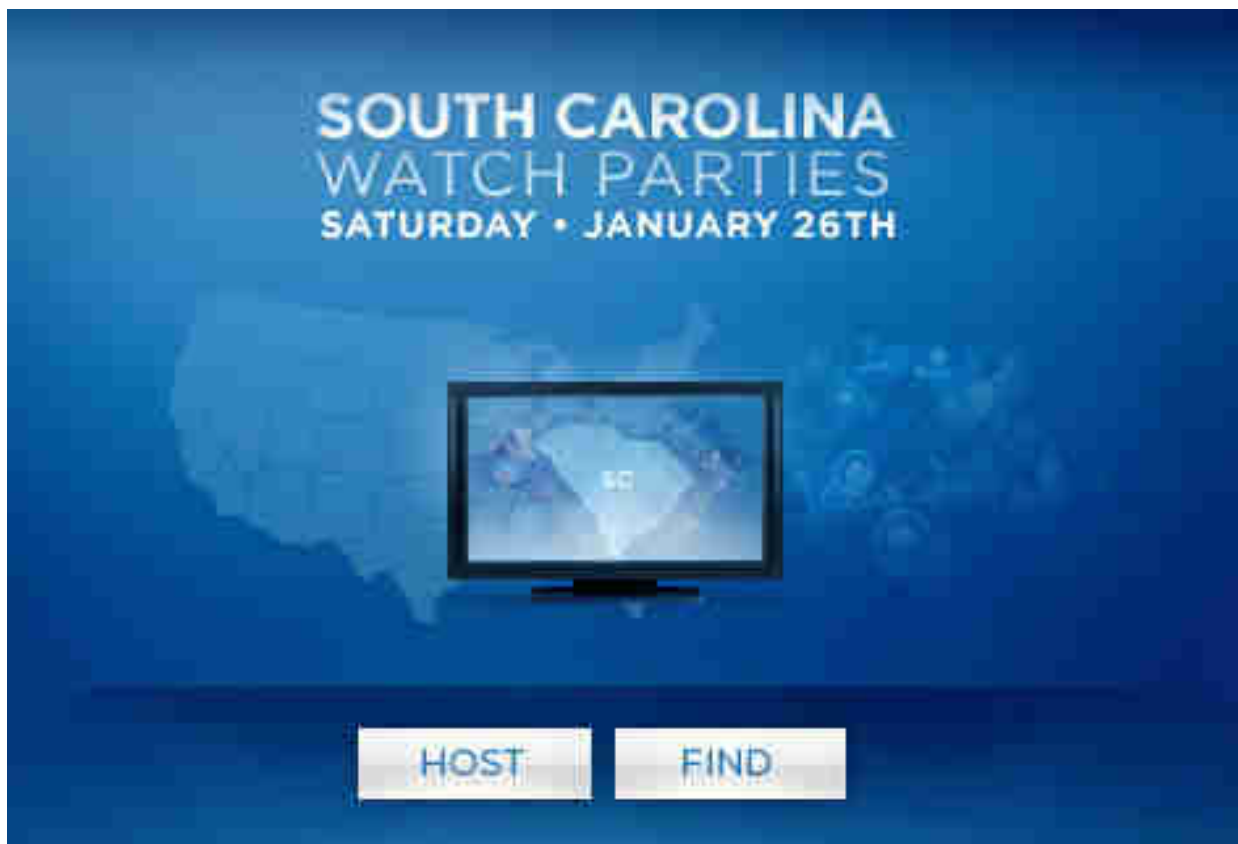 SOUTH CAROLINA
WATCH PARTIES
SATURDAY • JANUARY 26TH
SC
HOST
FIND